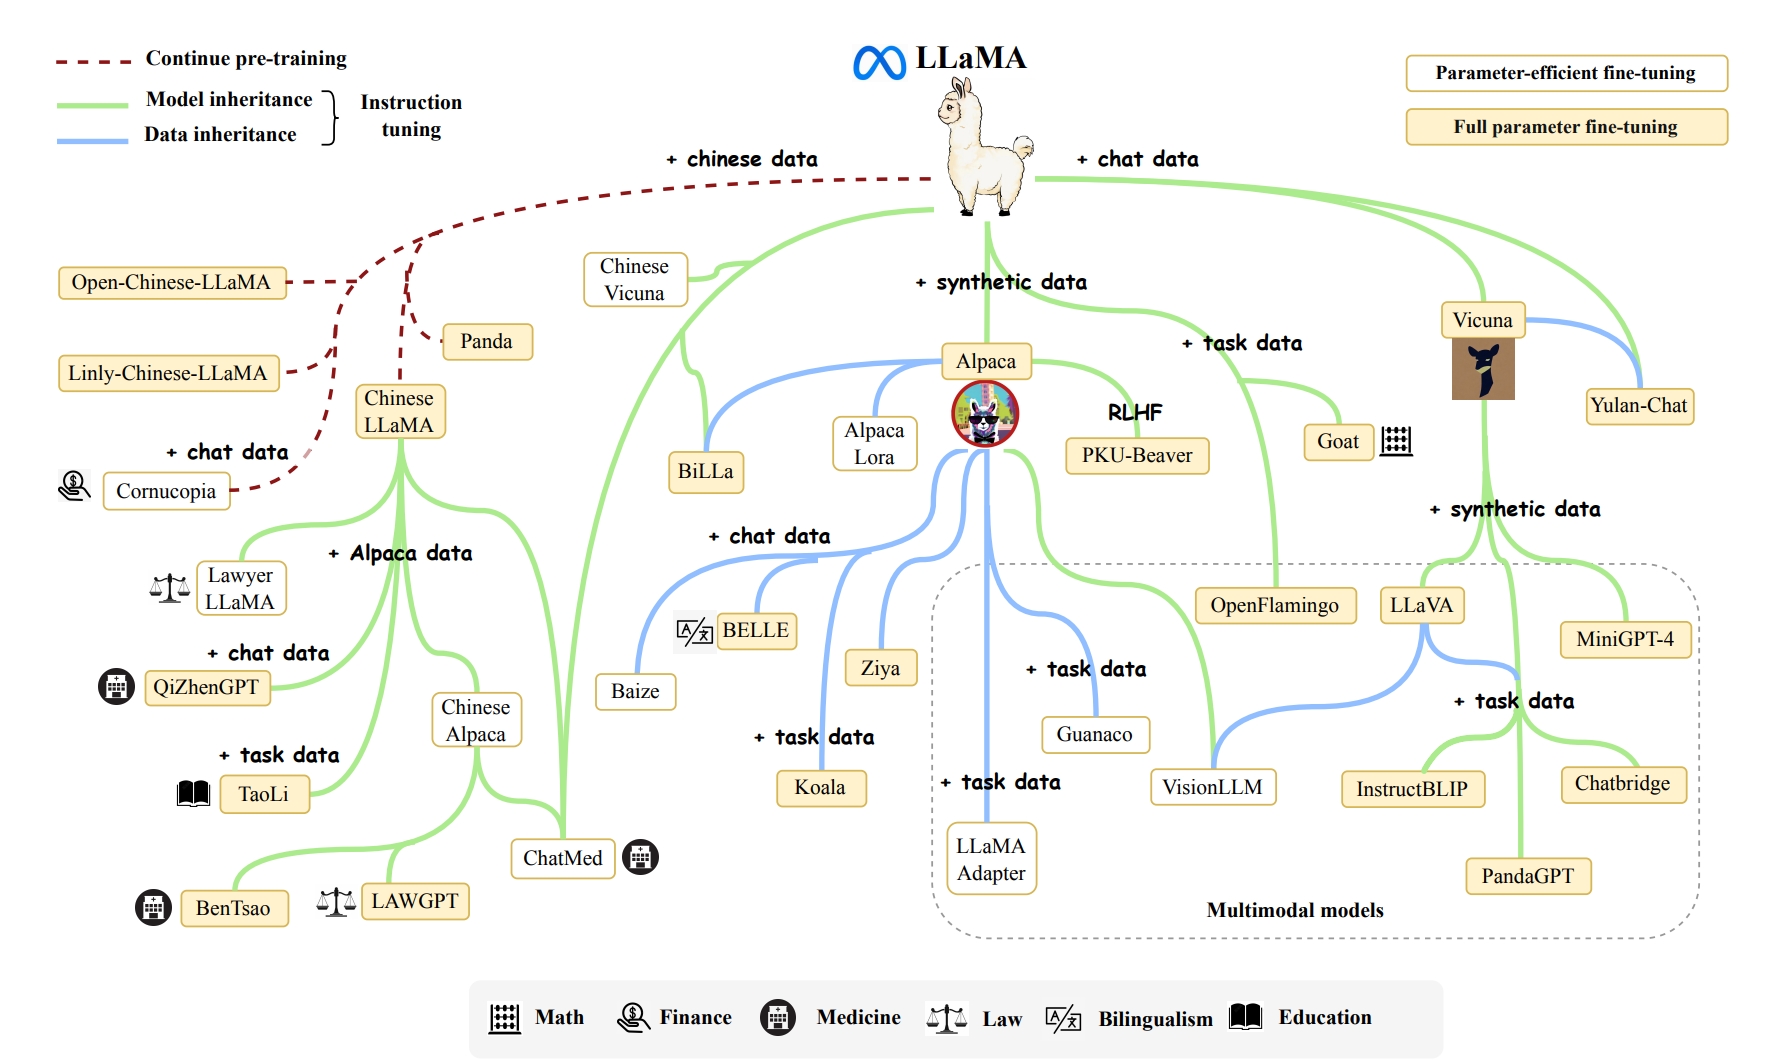 LLaMA
Continue pre-training
Model inheritance
Data inheritance
Instruction
tuning
Parameter-efficient fine-tuning
Full parameter fine-tuning
+ chinese data
+ chat data
Open-Chinese-LLaMA
Chinese
Vicuna
+ synthetic data
Vicuna
Panda
Linly-Chinese-LLaMA
Alpaca
+ task data
Chinese
LLaMA
Yulan-Chat
RLHF
Alpaca
Lora
Goat
+ chat data
BiLLa
PKU-Beaver
Cornucopia
+ synthetic data
+ chat data
+ Alpaca data
Lawyer
LLaMA
OpenFlamingo
LLaVA
BELLE
MiniGPT-4
+ chat data
Ziya
+ task data
QiZhenGPT
Baize
+ task data
Chinese
Alpaca
Guanaco
+ task data
+ task data
+ task data
TaoLi
Koala
VisionLLM
InstructBLIP
Chatbridge
LLaMA
Adapter
ChatMed
PandaGPT
BenTsao
LAWGPT
Multimodal models
Math
Finance
Medicine
Law
Bilingualism
Education